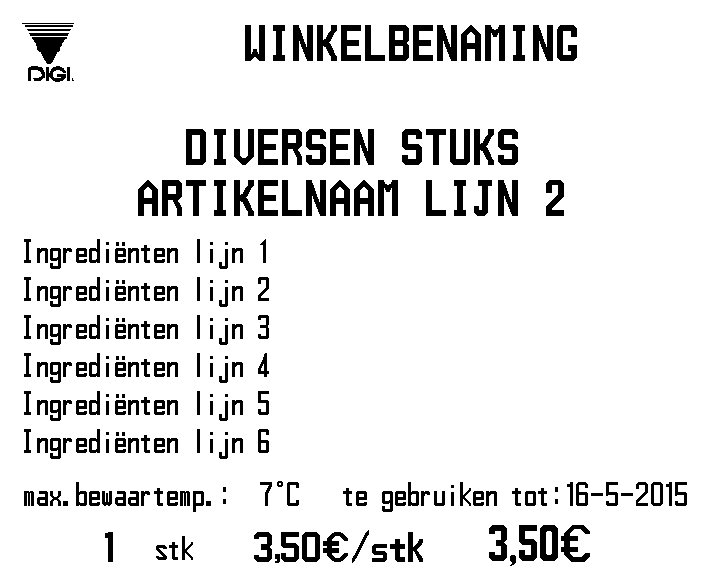 DIGI.
WINKELBENAMING
DIVERSEN STUKS
ARTIKELNAAM LIJN 2
Ingrediënten lijn 1
Ingrediënten lijn 2
Ingrediënten lijn 3
Ingrediënten lijn 4
Ingrediënten lijn 5
Ingrediënten lijn 6
max.bewaartemp.: 7°C te gebruiken tot:16-5-2015
1 stk 3,50€/stk 3,50€